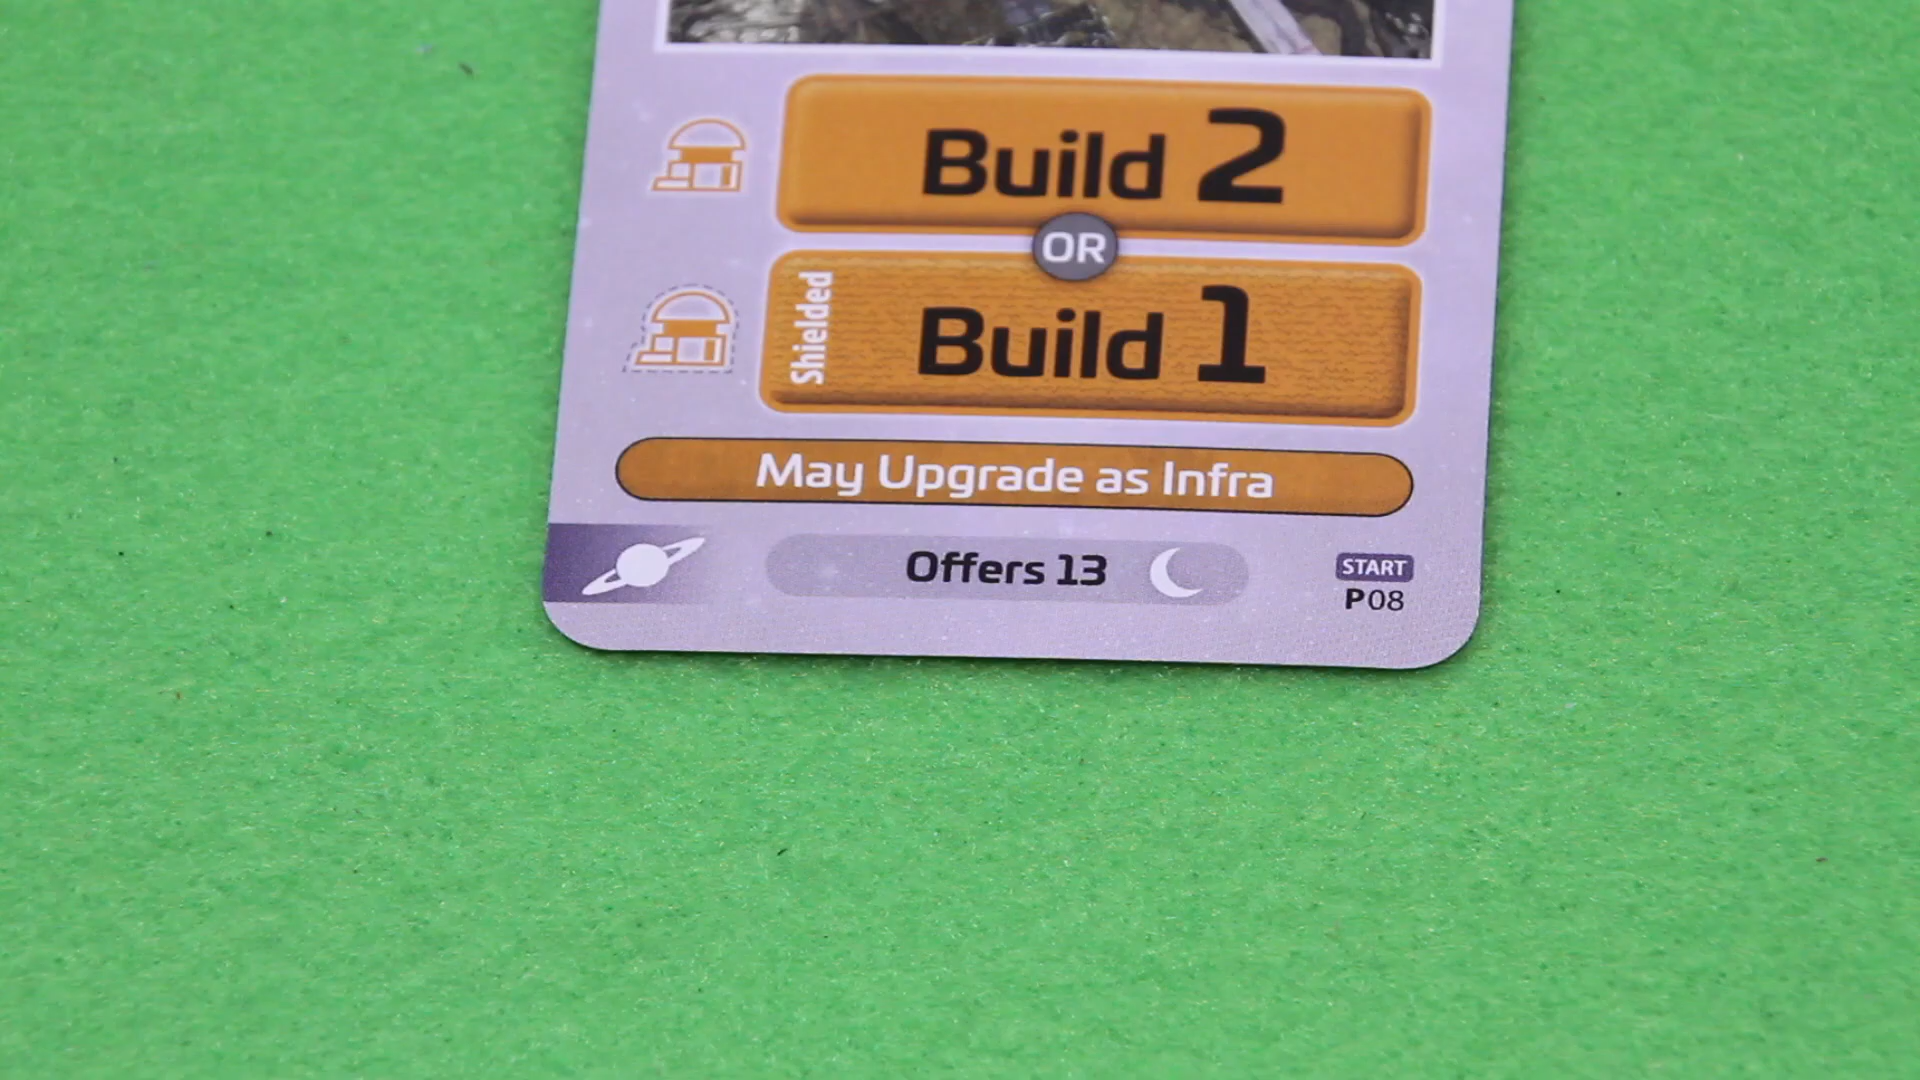 Build 2
OR
Shielded
Build 1
May Upgrade as Infra
Offers 13
START
P08